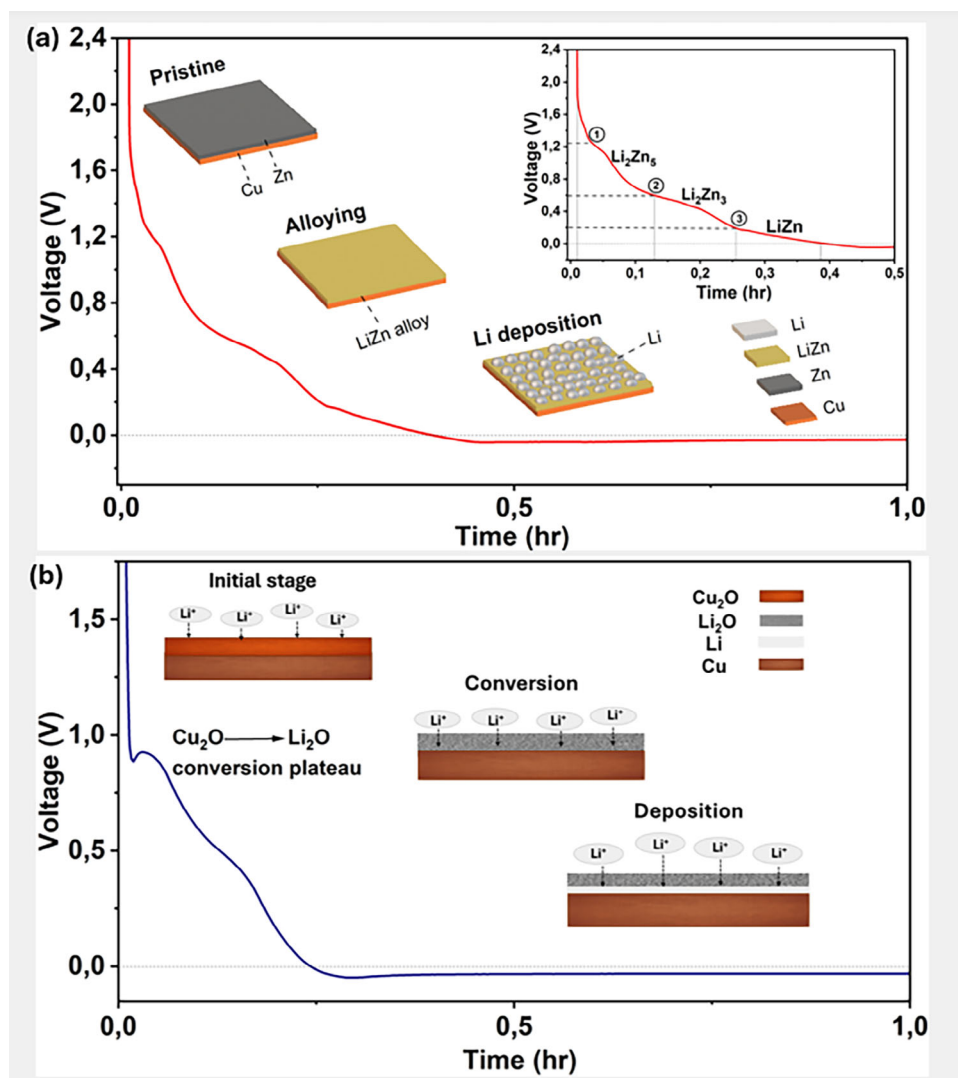 (a)
2,4
2,0
1,6
1,2
0,8
0,4
0,0
Voltage (V)
0,0
0,5
1,0
Time (hr)
Pristine
Cu
Zn
Alloying
LiZn alloy
Li deposition
Li
Li
LiZn
Zn
Cu
2,4
2,0
1,6
1,2
0,8
0,4
0,0
Voltage (V)
① 
Li₂Zn₅
②
Li₂Zn₃
③
LiZn
0,0
0,1
0,2
0,3
0,4
0,5
Time (hr)
(b)
1,5
1,0
0,5
0,0
Voltage (V)
0,0
0,5
1,0
Time (hr)
Initial stage
Li⁺
Li⁺
Li⁺
Li⁺
Cu₂O
Li₂O
conversion plateau
Conversion
Li⁺
Li⁺
Li⁺
Li⁺
Deposition
Li⁺
Li⁺
Li⁺
Li⁺
Cu₂O
Li₂O
Li
Cu